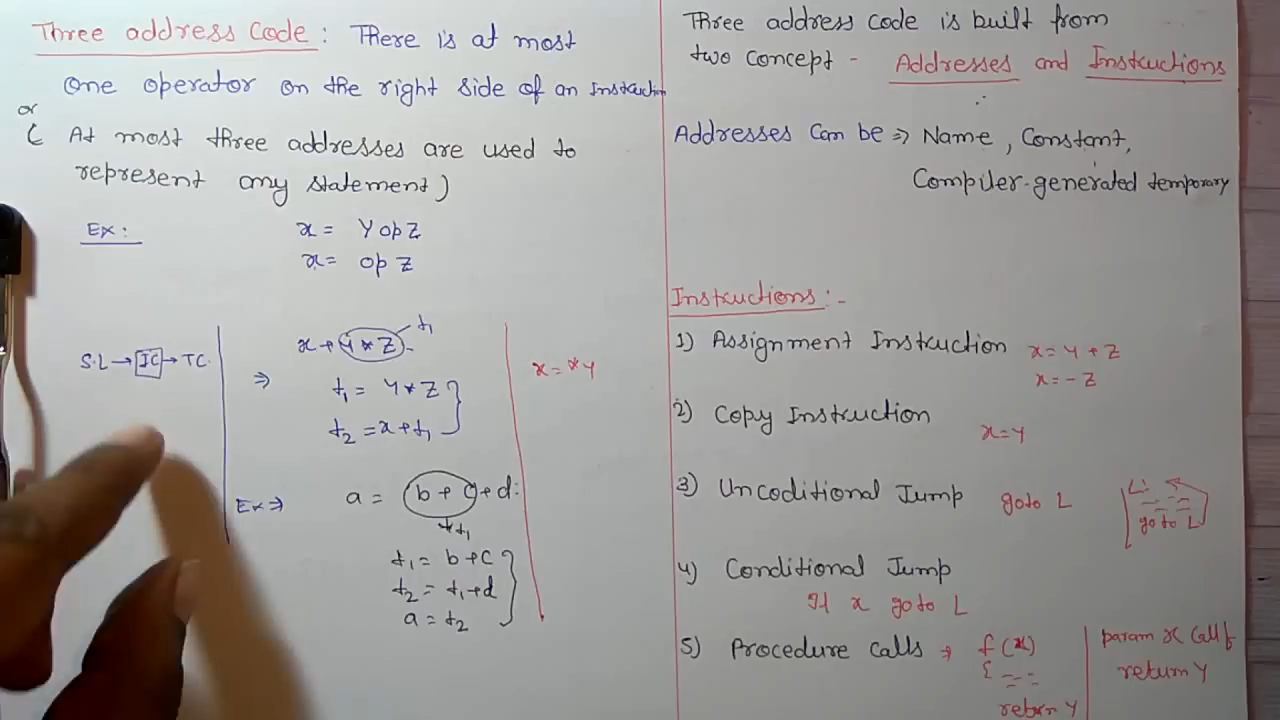 Three address Code : There is at most
one operator on the right side of an Instruction
or
( At most three addresses are used to
represent any statement)
Ex:
x = Y op Z
x = op Z
S.L → IC → TC
⇒
x + y * z
t1
t1 = y * z
t2 = x + t1
x = *y
Ex ⇒
a = b + c + d
t1
t1 = b + c
t2 = t1 + d
a = t2
Three address code is built from
two concept - Addresses and Instructions
Addresses Can be ⇒ Name, Constant,
Compiler-generated temporary
Instructions :-
1) Assignment Instruction x = y + z
x = - z
2) Copy Instruction
x = y
3) Uncoditional Jump goto L
L:
goto L
4) Conditional Jump
If x goto L
5) Procedure calls → f(x)
{ = = =
return y
param x call f
return y